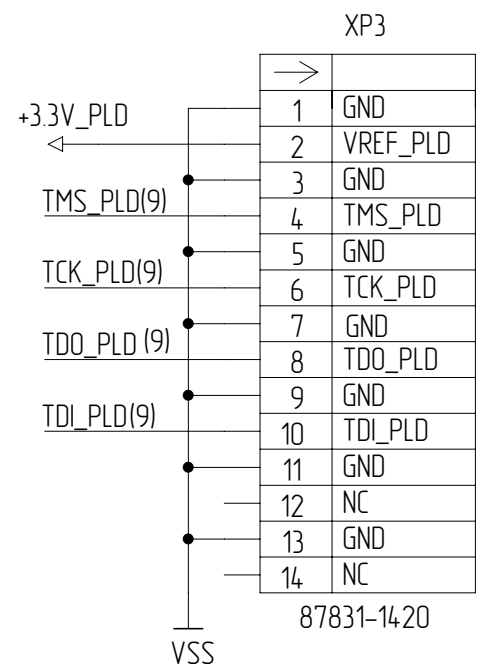 XP3
1 GND
+3.3V_PLD
2 VREF_PLD
3 GND
TMS_PLD(9)
4 TMS_PLD
5 GND
TCK_PLD(9)
6 TCK_PLD
7 GND
TDO_PLD (9)
8 TDO_PLD
9 GND
TDI_PLD(9)
10 TDI_PLD
11 GND
12 NC
13 GND
14 NC
87831-1420
VSS